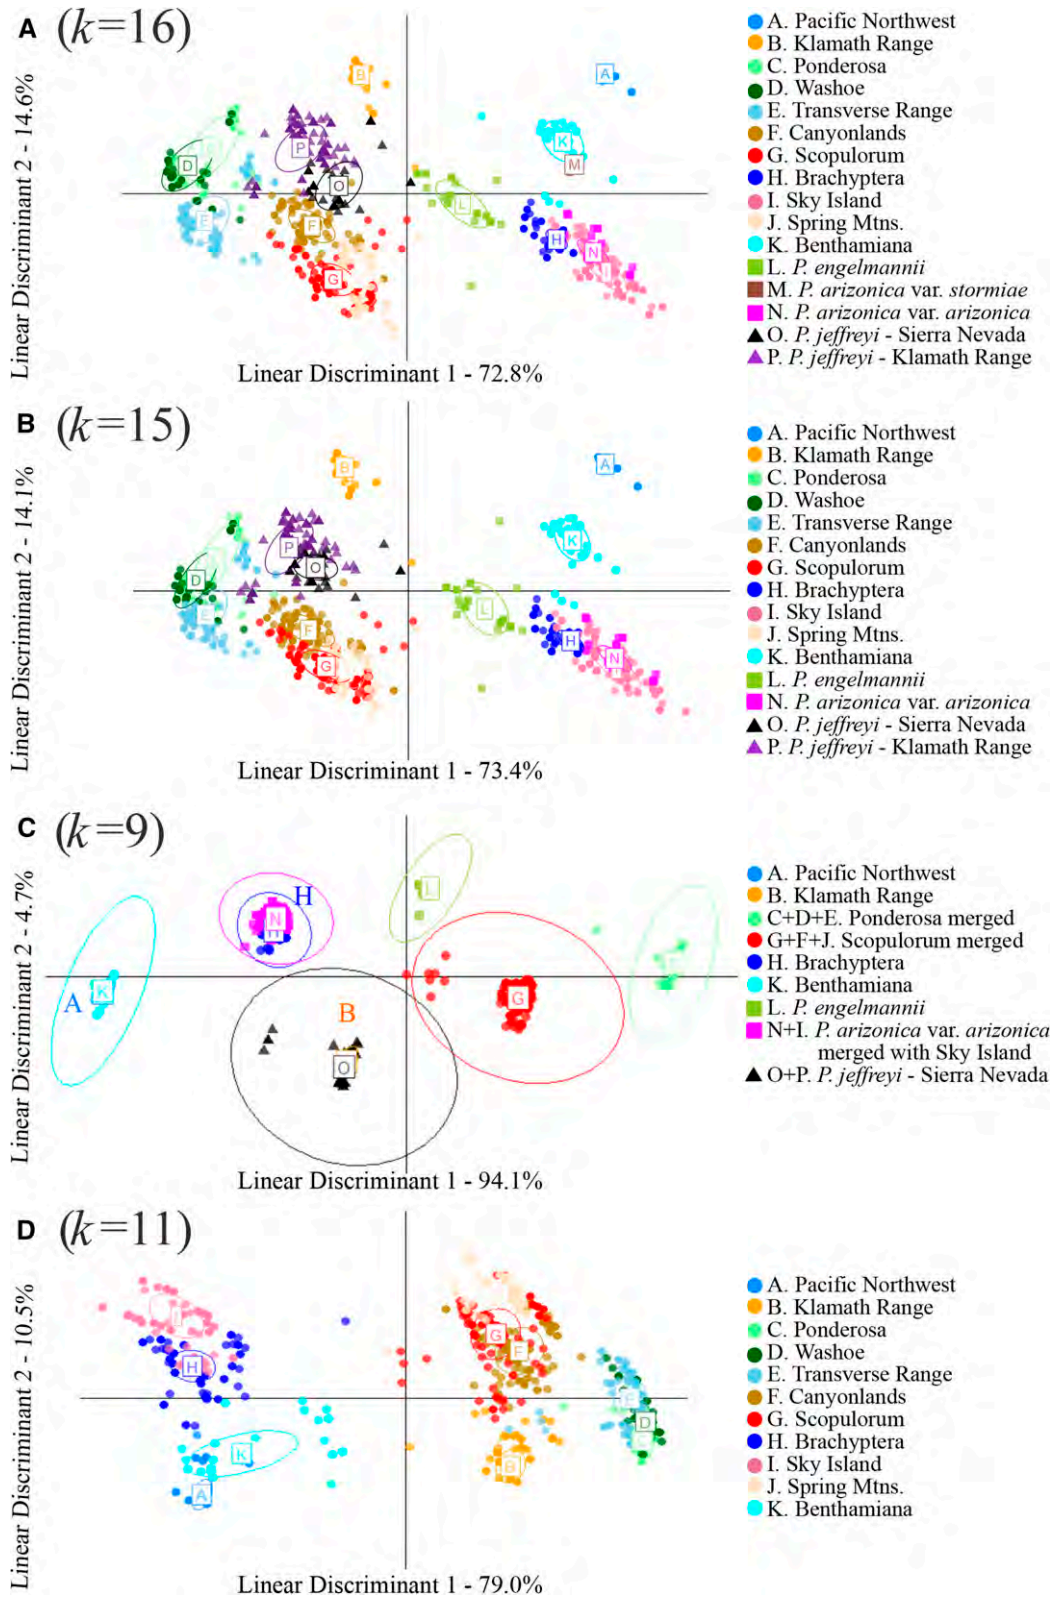 A (k=16)
Linear Discriminant 2 - 14.6%
B
A
P
D
K
M
O
E
L
F
H
N
I
G
Linear Discriminant 1 - 72.8%
A. Pacific Northwest
B. Klamath Range
C. Ponderosa
D. Washoe
E. Transverse Range
F. Canyonlands
G. Scopulorum
H. Brachyptera
I. Sky Island
J. Spring Mtns.
K. Benthamiana
L. P. engelmannii
M. P. arizonica var. stormiae
N. P. arizonica var. arizonica
O. P. jeffreyi - Sierra Nevada
P. P. jeffreyi - Klamath Range
B (k=15)
Linear Discriminant 2 - 14.1%
B
A
P
K
O
D
E
L
F
H
N
G
Linear Discriminant 1 - 73.4%
A. Pacific Northwest
B. Klamath Range
C. Ponderosa
D. Washoe
E. Transverse Range
F. Canyonlands
G. Scopulorum
H. Brachyptera
I. Sky Island
J. Spring Mtns.
K. Benthamiana
L. P. engelmannii
N. P. arizonica var. arizonica
O. P. jeffreyi - Sierra Nevada
P. P. jeffreyi - Klamath Range
C (k=9)
Linear Discriminant 2 - 4.7%
L
H
N
A
K
G
B
O
Linear Discriminant 1 - 94.1%
A. Pacific Northwest
B. Klamath Range
C+D+E. Ponderosa merged
G+F+J. Scopulorum merged
H. Brachyptera
K. Benthamiana
L. P. engelmannii
N+I. P. arizonica var. arizonica
merged with Sky Island
O+P. P. jeffreyi - Sierra Nevada
D (k=11)
Linear Discriminant 2 - 10.5%
I
G
F
H
E
D
C
K
B
A
Linear Discriminant 1 - 79.0%
A. Pacific Northwest
B. Klamath Range
C. Ponderosa
D. Washoe
E. Transverse Range
F. Canyonlands
G. Scopulorum
H. Brachyptera
I. Sky Island
J. Spring Mtns.
K. Benthamiana